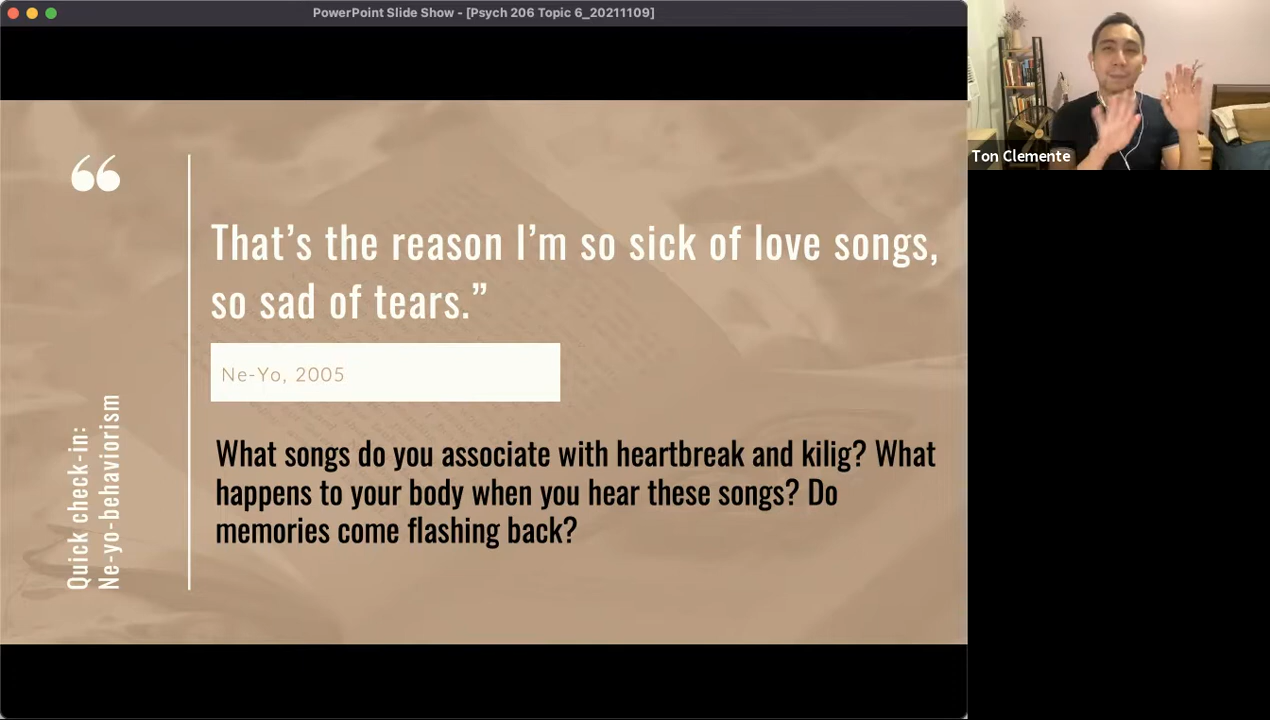 PowerPoint Slide Show - [Psych 206 Topic 6_20211109]
Ton Clemente
“
That’s the reason I’m so sick of love songs,
so sad of tears.”
Ne-Yo, 2005
What songs do you associate with heartbreak and kilig? What
happens to your body when you hear these songs? Do
memories come flashing back?
Quick check-in:
Ne-yo-behaviorism